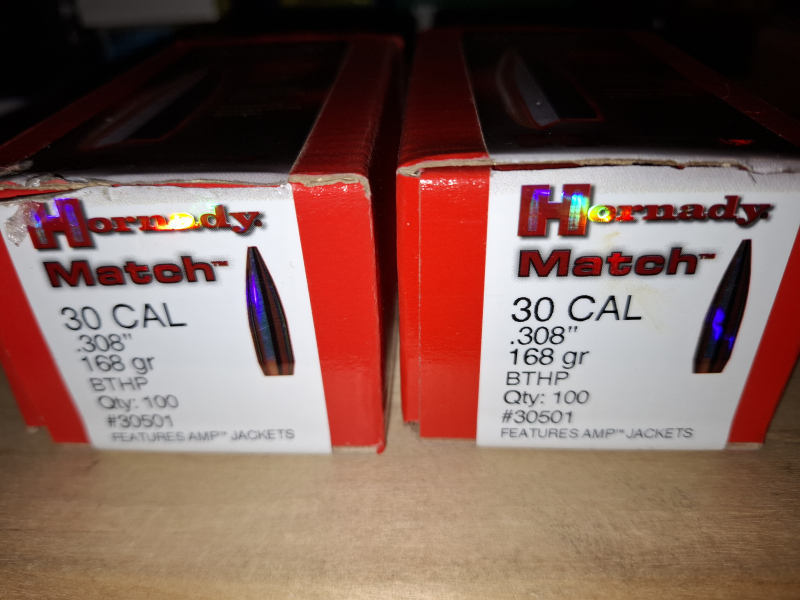 Hornady.
Match™
30 CAL
.308"
168 gr
BTHP
Qty: 100
#30501
FEATURES AMP™ JACKETS
Hornady.
Match™
30 CAL
.308"
168 gr
BTHP
Qty: 100
#30501
FEATURES AMP™ JACKETS